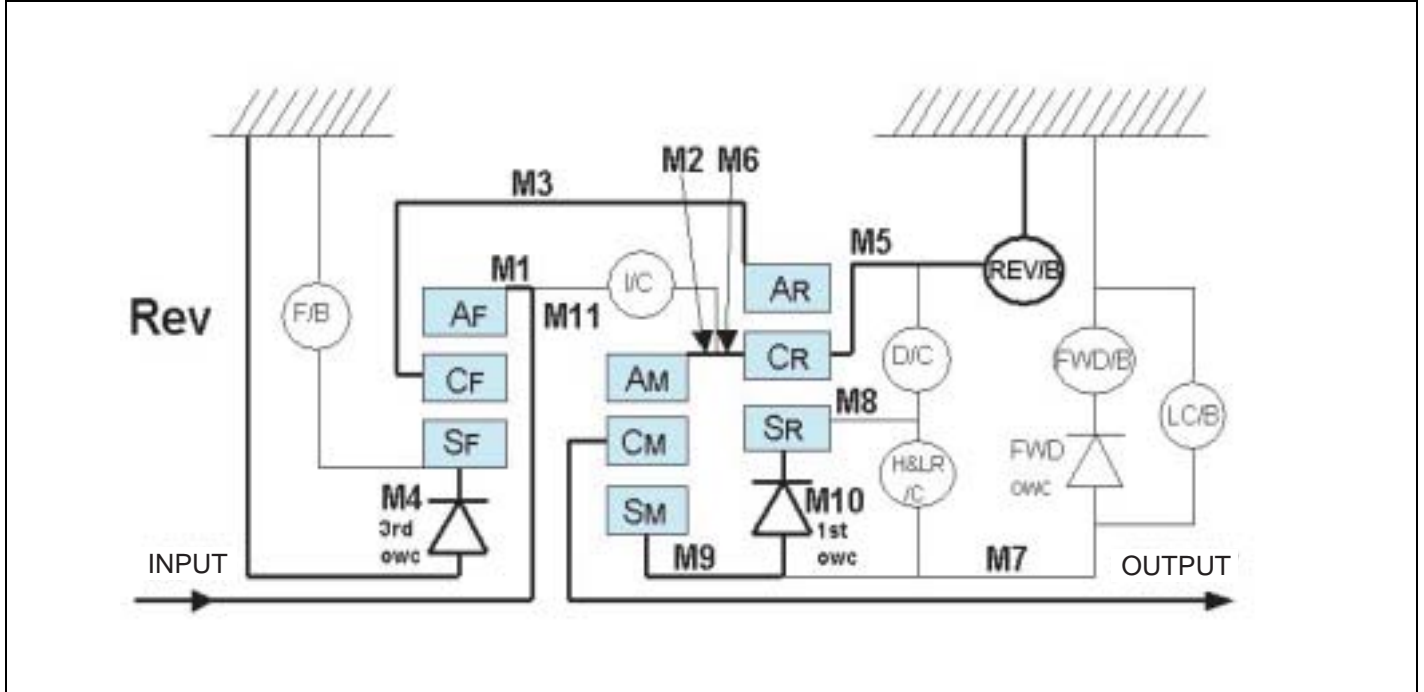 M2 M6
M3
M5
REV/B
M1
I/C
AR
Rev
F/B
AF
M11
D/C
FWD/B
CF
AM
CR
M8
LC/B
SF
CM
SR
FWD
owc
H&LR
/C
M4
3rd
owc
SM
M10
1st
owc
INPUT
M9
M7
OUTPUT